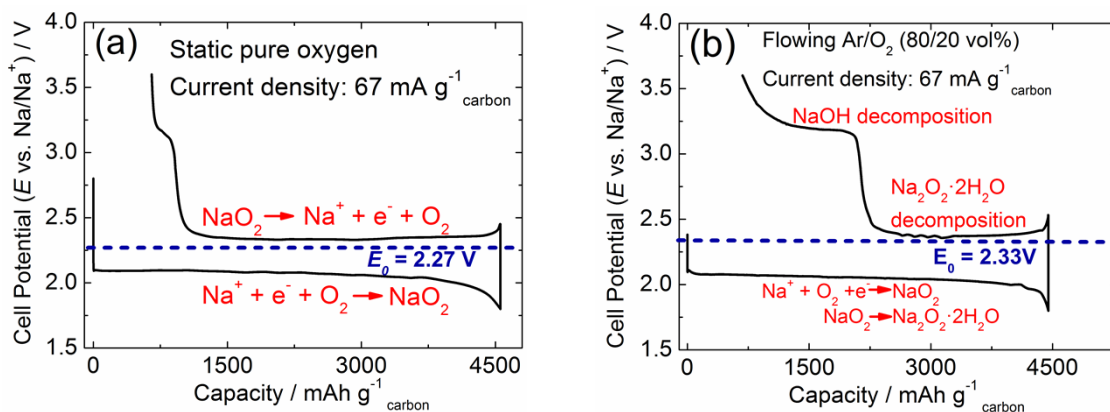 (a)
Static pure oxygen
Current density: 67 mA g⁻¹carbon
NaO₂ → Na⁺ + e⁻ + O₂
E₀ = 2.27 V
Na⁺ + e⁻ + O₂ → NaO₂
4.0
3.5
3.0
2.5
2.0
1.5
Cell Potential (E vs. Na/Na⁺) / V
0 1500 3000 4500
Capacity / mAh g⁻¹carbon
(b)
Flowing Ar/O₂ (80/20 vol%)
Current density: 67 mA g⁻¹carbon
NaOH decomposition
Na₂O₂·2H₂O
decomposition
E₀ = 2.33V
Na⁺ + O₂ +e⁻ → NaO₂
NaO₂ → Na₂O₂·2H₂O
4.0
3.5
3.0
2.5
2.0
1.5
Cell Potential (E vs. Na/Na⁺) / V
0 1500 3000 4500
Capacity / mAh g⁻¹carbon